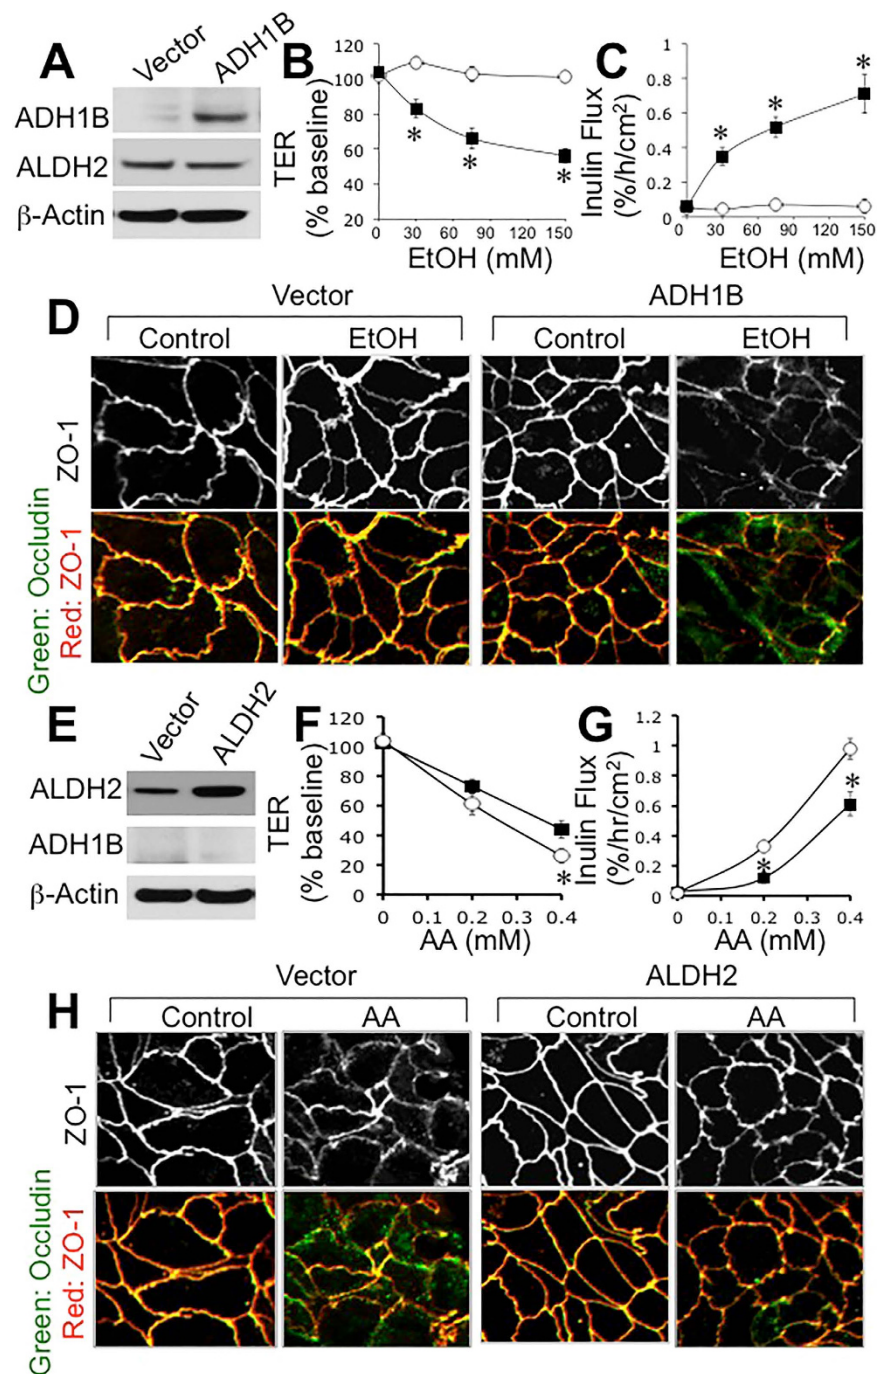 A
Vector
ADH1B
ADH1B
ALDH2
β-Actin
B
TER
(% baseline)
120
100
80
60
40
20
0 30 60 90 120 150
EtOH (mM)
*
*
*
C
Inulin Flux
(%/h/cm²)
1
0.8
0.6
0.4
0.2
0
0 30 60 90 120 150
EtOH (mM)
*
*
*
D
Vector
ADH1B
Control
EtOH
Control
EtOH
ZO-1
Green: Occludin
Red: ZO-1
E
Vector
ALDH2
ALDH2
ADH1B
β-Actin
F
TER
(% baseline)
120
100
80
60
40
20
0
0 0.1 0.2 0.3 0.4
AA (mM)
*
G
Inulin Flux
(%/hr/cm²)
1.2
1
0.8
0.6
0.4
0.2
0
0 0.1 0.2 0.3 0.4
AA (mM)
*
*
H
Vector
ALDH2
Control
AA
Control
AA
ZO-1
Green: Occludin
Red: ZO-1